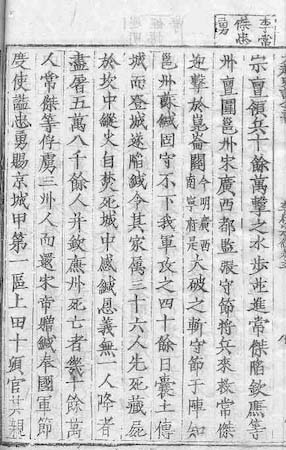 李常
傑忠
勇
宗亶領兵十餘萬擊之水步並進常傑陷欽廉等
州亶圍邕州宋廣西都監張守節將兵來救常傑
迎擊於崑崙關今明廣西南寧府是大破之斬守節于陣知
邕州蘇緘固守不下我軍攻之四十餘日囊土傅
城而登城遂陷緘令其家屬三十六人先死藏屍
於坎中縱火自焚死城中感緘恩義無一人降者
盡屠五萬八千餘人并欽廉州死亡者幾十餘萬
人常傑等俘虜三州人而還宋帝贈緘奉國軍節
度使諡忠勇賜京城甲第一區上田十頃官其親